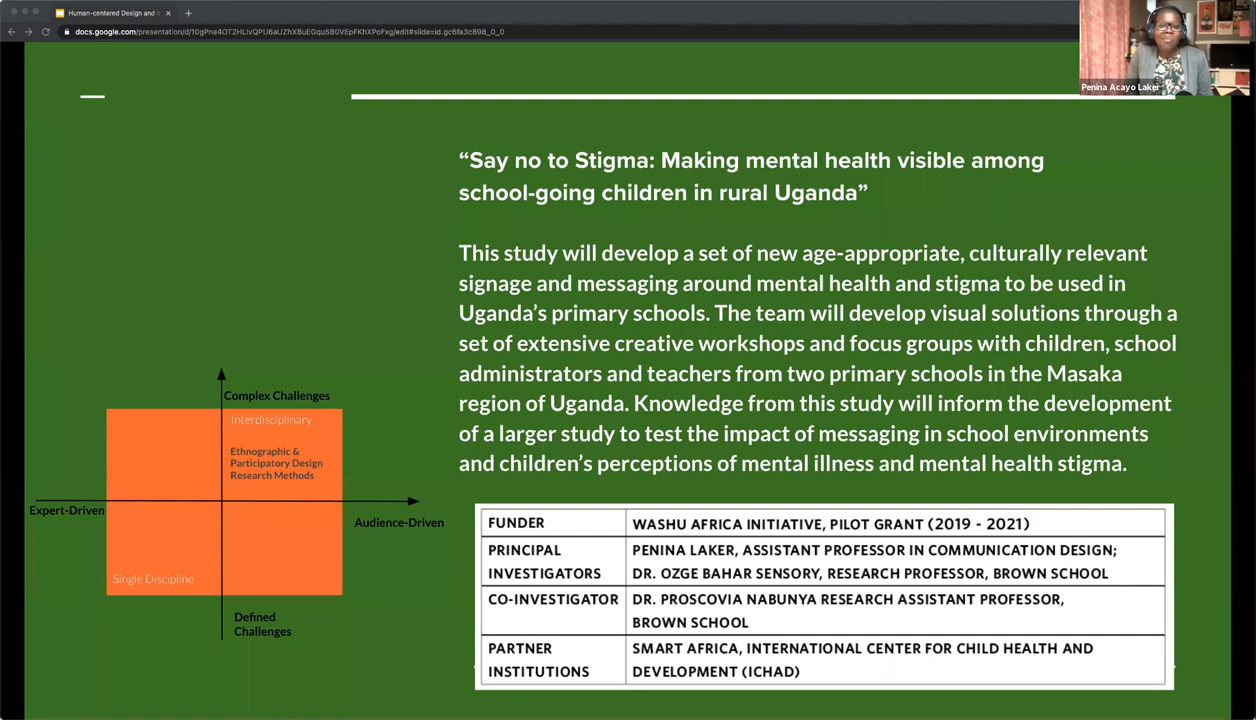 Human-centered Design and
docs.google.com/presentation/d/10gPne4OT2HLivQPU6aUZhXBuEGquSB0VEpFKhXPoFxg/edit#slide=id.gc6fa3c898_0_0
Penina Acayo Laker
“Say no to Stigma: Making mental health visible among
school-going children in rural Uganda”
This study will develop a set of new age-appropriate, culturally relevant
signage and messaging around mental health and stigma to be used in
Uganda’s primary schools. The team will develop visual solutions through a
set of extensive creative workshops and focus groups with children, school
administrators and teachers from two primary schools in the Masaka
region of Uganda. Knowledge from this study will inform the development
of a larger study to test the impact of messaging in school environments
and children’s perceptions of mental illness and mental health stigma.
Complex Challenges
Interdisciplinary
Ethnographic &
Participatory Design
Research Methods
Expert-Driven
Audience-Driven
Single Discipline
Defined
Challenges
FUNDER WASHU AFRICA INITIATIVE, PILOT GRANT (2019 - 2021)
PRINCIPAL PENINA LAKER, ASSISTANT PROFESSOR IN COMMUNICATION DESIGN;
INVESTIGATORS DR. OZGE BAHAR SENSORY, RESEARCH PROFESSOR, BROWN SCHOOL
CO-INVESTIGATOR DR. PROSCOVIA NABUNYA RESEARCH ASSISTANT PROFESSOR,
BROWN SCHOOL
PARTNER SMART AFRICA, INTERNATIONAL CENTER FOR CHILD HEALTH AND
INSTITUTIONS DEVELOPMENT (ICHAD)